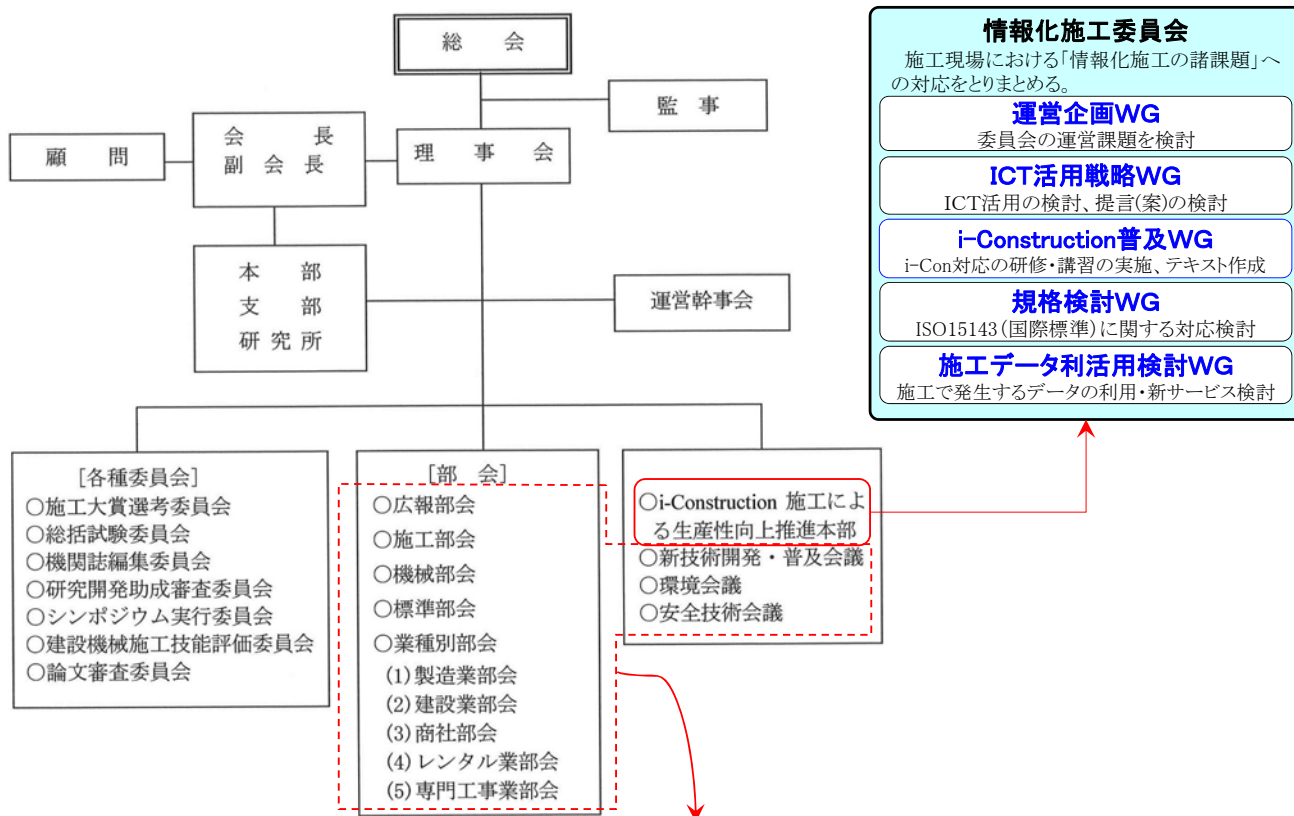 総会
監事
会長
副会長
顧問
理事会
本部
支部
研究所
運営幹事会
[各種委員会]
○施工大賞選考委員会
○総括試験委員会
○機関誌編集委員会
○研究開発助成審査委員会
○シンポジウム実行委員会
○建設機械施工技能評価委員会
○論文審査委員会
[部会]
○広報部会
○施工部会
○機械部会
○標準部会
○業種別部会
(1)製造業部会
(2)建設業部会
(3)商社部会
(4)レンタル業部会
(5)専門工事業部会
○i-Construction 施工によ
る生産性向上推進本部
○新技術開発・普及会議
○環境会議
○安全技術会議
情報化施工委員会
施工現場における「情報化施工の諸課題」へ
の対応をとりまとめる。
運営企画WG
委員会の運営課題を検討
ICT活用戦略WG
ICT活用の検討、提言(案)の検討
i-Construction普及WG
i-Con対応の研修・講習の実施、テキスト作成
規格検討WG
ISO15143(国際標準)に関する対応検討
施工データ利活用検討WG
施工で発生するデータの利用・新サービス検討